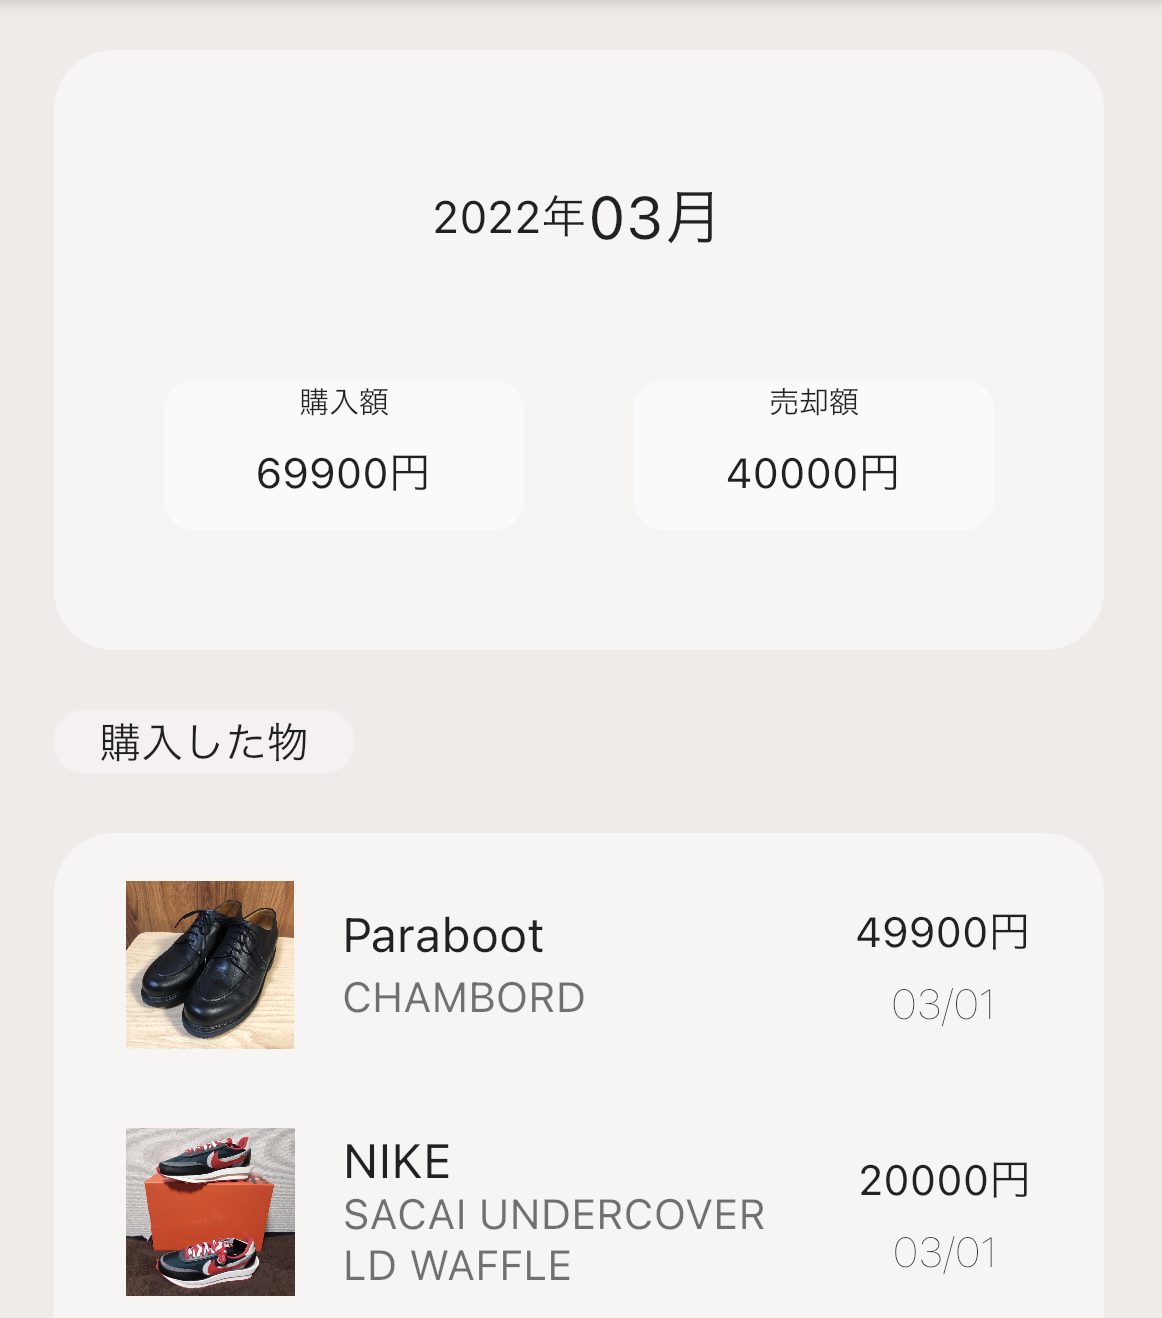 2022年03月
購入額
69900円
売却額
40000円
購入した物
Paraboot
CHAMBORD
49900円
03/01
NIKE
SACAI UNDERCOVER
LD WAFFLE
20000円
03/01